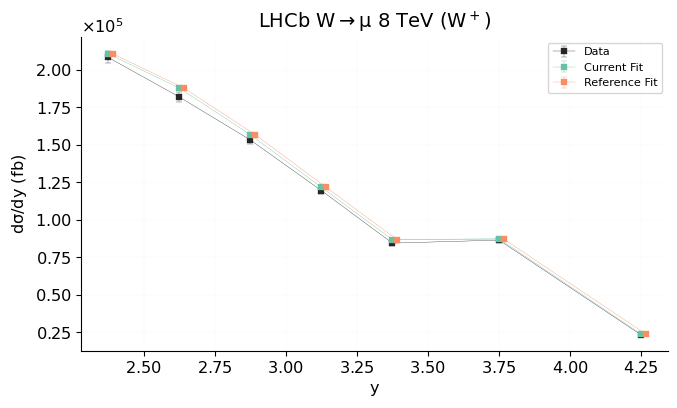 LHCb W→μ 8 TeV (W⁺)
×10⁵
Data
Current Fit
Reference Fit
2.00
1.75
1.50
1.25
1.00
0.75
0.50
0.25
dσ/dy (fb)
2.50 2.75 3.00 3.25 3.50 3.75 4.00 4.25
y